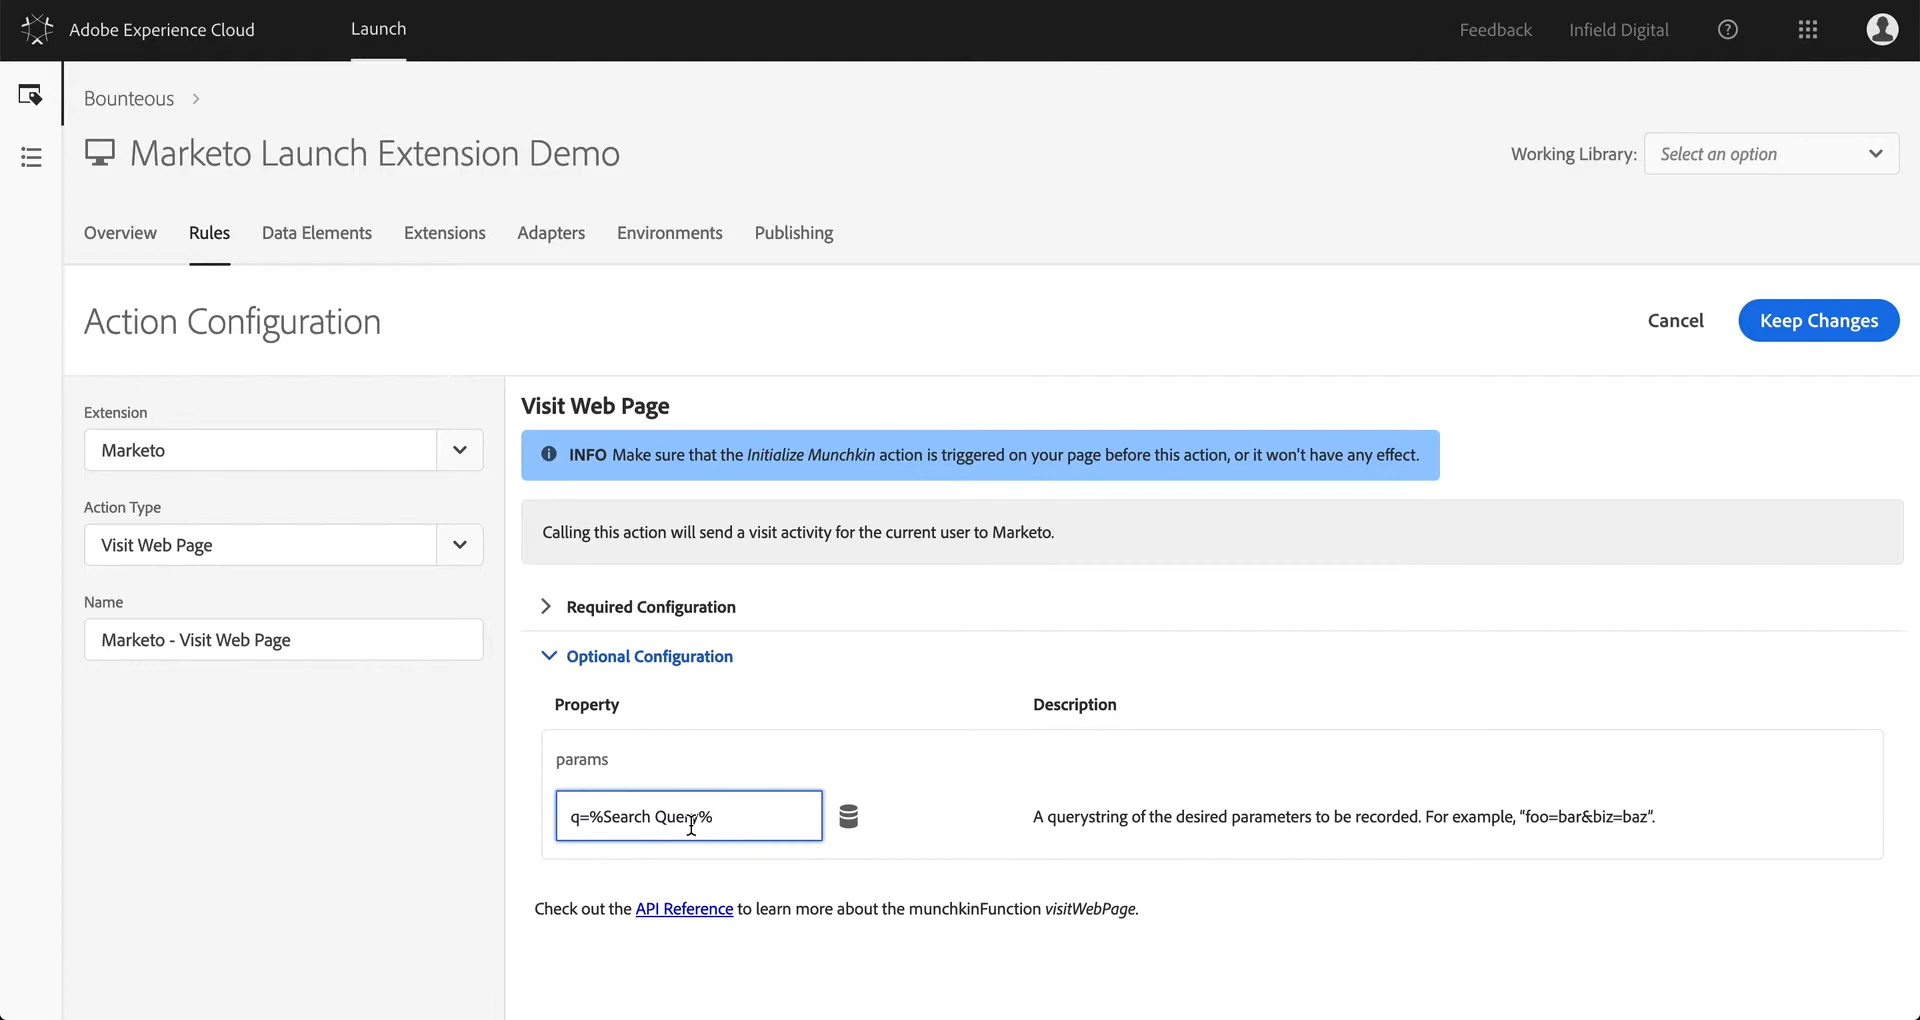 Adobe Experience Cloud
Launch
Feedback
Infield Digital
Bounteous
Marketo Launch Extension Demo
Working Library:
Select an option
Overview
Rules
Data Elements
Extensions
Adapters
Environments
Publishing
Action Configuration
Cancel
Keep Changes
Extension
Marketo
Action Type
Visit Web Page
Name
Marketo - Visit Web Page
Visit Web Page
INFO Make sure that the Initialize Munchkin action is triggered on your page before this action, or it won't have any effect.
Calling this action will send a visit activity for the current user to Marketo.
Required Configuration
Optional Configuration
Property
Description
params
q=%Search Query%
A querystring of the desired parameters to be recorded. For example, “foo=bar&biz=baz”.
Check out the API Reference to learn more about the munchkinFunction visitWebPage.